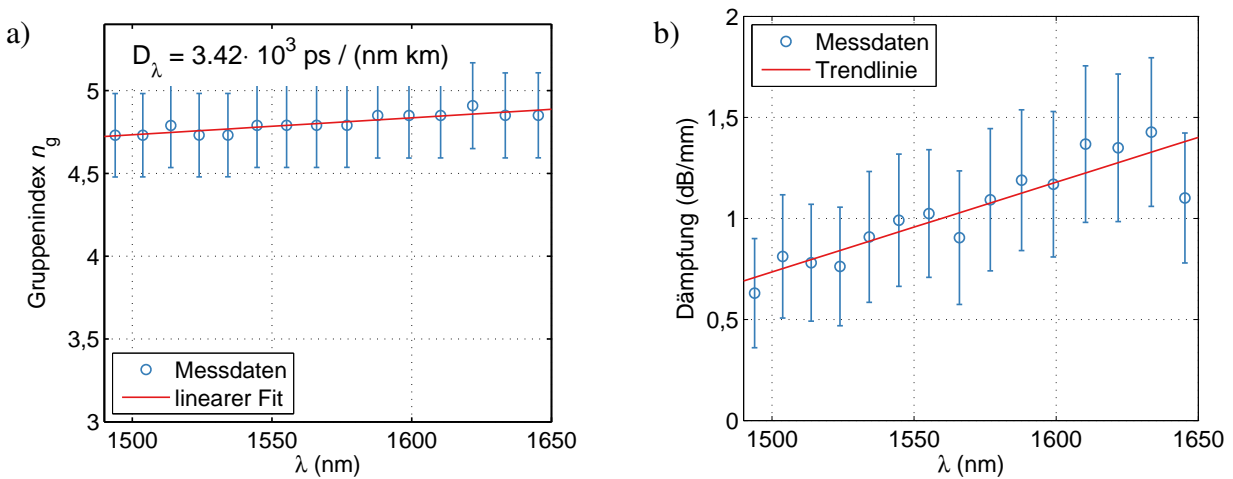 a)
D_λ = 3.42· 10^3 ps / (nm km)
Gruppenindex n_g
5
4,5
4
3,5
3
Messdaten
linearer Fit
1500
1550
1600
1650
λ (nm)
b)
Messdaten
Trendlinie
Dämpfung (dB/mm)
2
1,5
1
0,5
0
1500
1550
1600
1650
λ (nm)